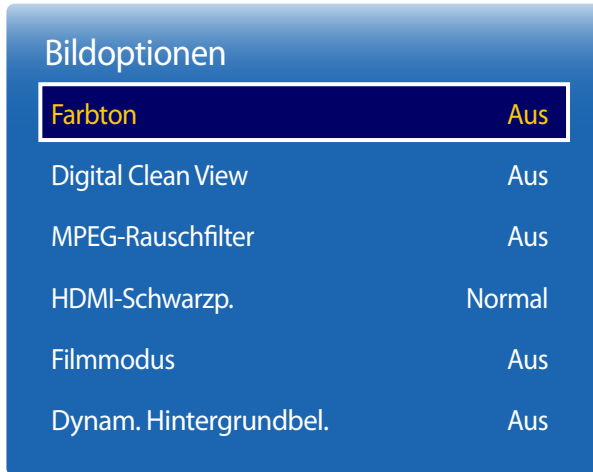 Bildoptionen
Farbton Aus
Digital Clean View Aus
MPEG-Rauschfilter Aus
HDMI-Schwarzp. Normal
Filmmodus Aus
Dynam. Hintergrundbel. Aus